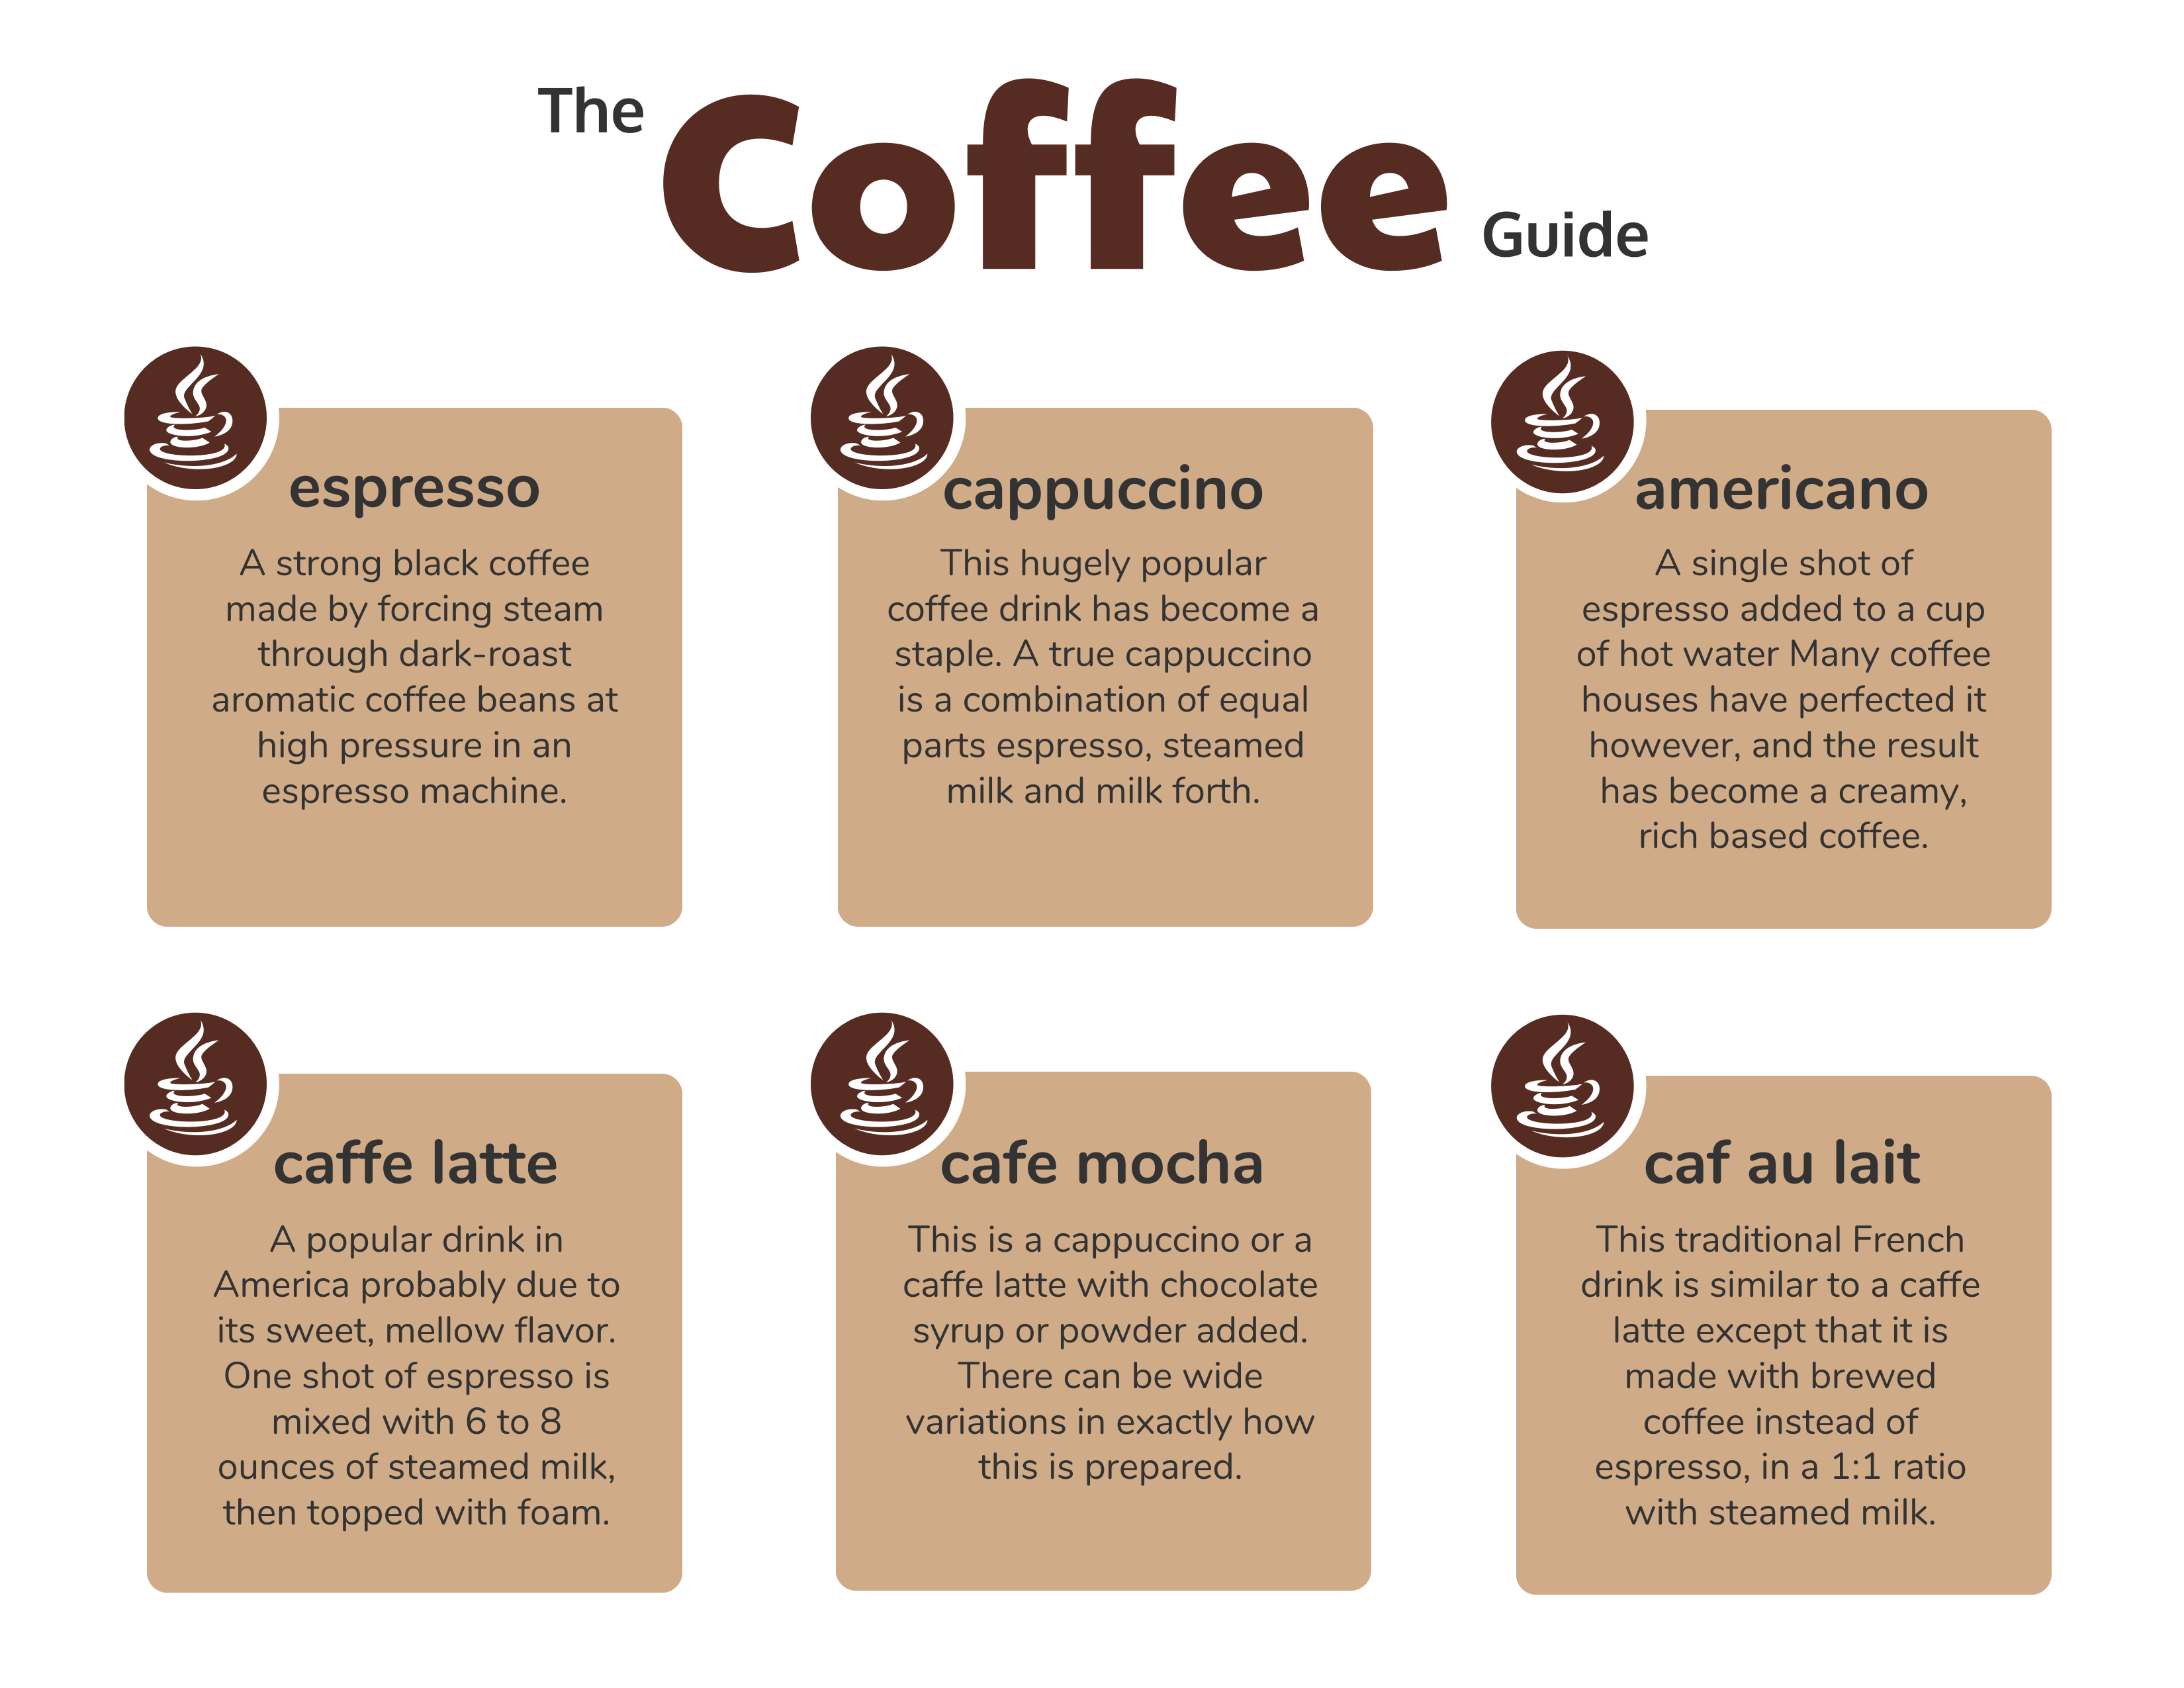 The
Coffee
Guide
espresso
A strong black coffee
made by forcing steam
through dark-roast
aromatic coffee beans at
high pressure in an
espresso machine.
cappuccino
This hugely popular
coffee drink has become a
staple. A true cappuccino
is a combination of equal
parts espresso, steamed
milk and milk forth.
americano
A single shot of
espresso added to a cup
of hot water Many coffee
houses have perfected it
however, and the result
has become a creamy,
rich based coffee.
caffe latte
A popular drink in
America probably due to
its sweet, mellow flavor.
One shot of espresso is
mixed with 6 to 8
ounces of steamed milk,
then topped with foam.
cafe mocha
This is a cappuccino or a
caffe latte with chocolate
syrup or powder added.
There can be wide
variations in exactly how
this is prepared.
caf au lait
This traditional French
drink is similar to a caffe
latte except that it is
made with brewed
coffee instead of
espresso, in a 1:1 ratio
with steamed milk.